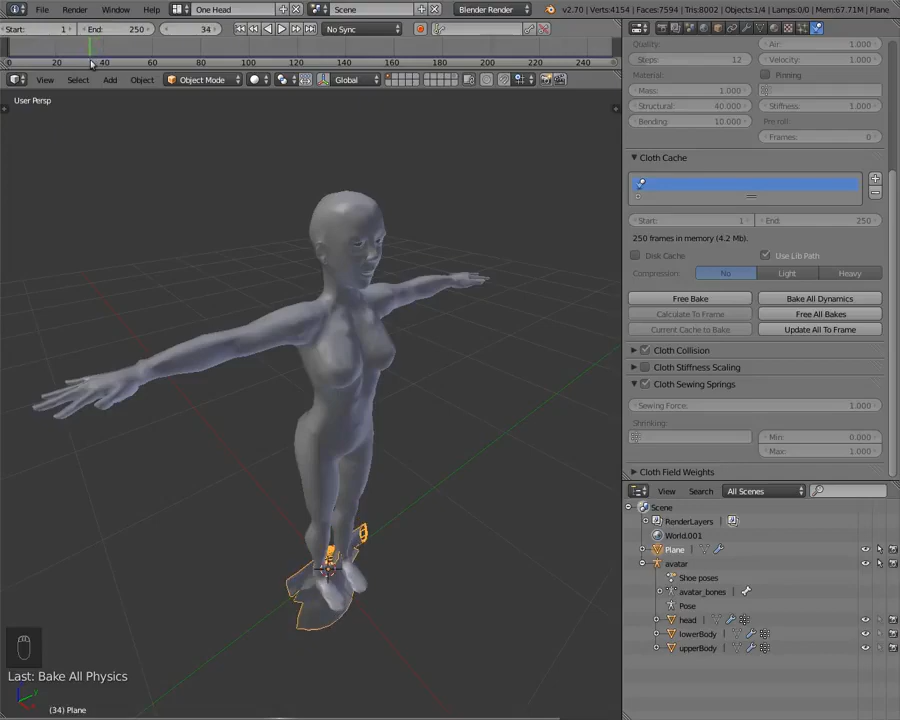 File Render Window Help One Head Scene Blender Render v2.70 | Verts:4154 | Faces:7594 | Tris:8002 | Objects:1/4 | Lamps:0/0 | Mem:67.71M | Plane
Start: 1 End: 250 34 No Sync
0 20 40 60 80 100 120 140 160 180 200 220 240
View Select Add Object Object Mode Global
User Persp
Last: Bake All Physics
(34) Plane
Quality:
Steps: 12
Material:
Mass: 1.000
Structural: 40.000
Bending: 10.000
Air: 1.000
Velocity: 1.000
Pinning
Stiffness: 1.000
Pre roll:
Frames: 0
Cloth Cache
Start: 1 End: 250
250 frames in memory (4.2 Mb).
Disk Cache Use Lib Path
Compression: No Light Heavy
Free Bake Bake All Dynamics
Calculate To Frame Free All Bakes
Current Cache to Bake Update All To Frame
Cloth Collision
Cloth Stiffness Scaling
Cloth Sewing Springs
Sewing Force: 1.000
Shrinking:
Min: 0.000
Max: 1.000
Cloth Field Weights
View Search All Scenes
Scene
RenderLayers
World.001
Plane
avatar
Shoe poses
avatar_bones
Pose
head
lowerBody
upperBody